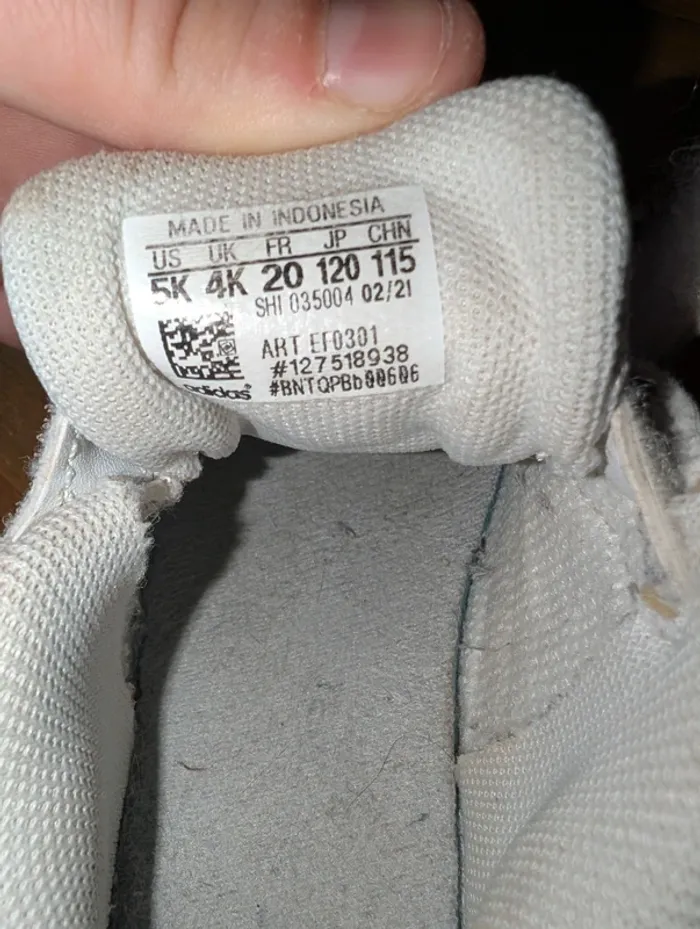 MADE IN INDONESIA
US UK FR JP CHN
5K 4K 20 120 115
SHI 035004 02/21
ART EF0301
#127518938
#BNTQPBb00606
adidas®